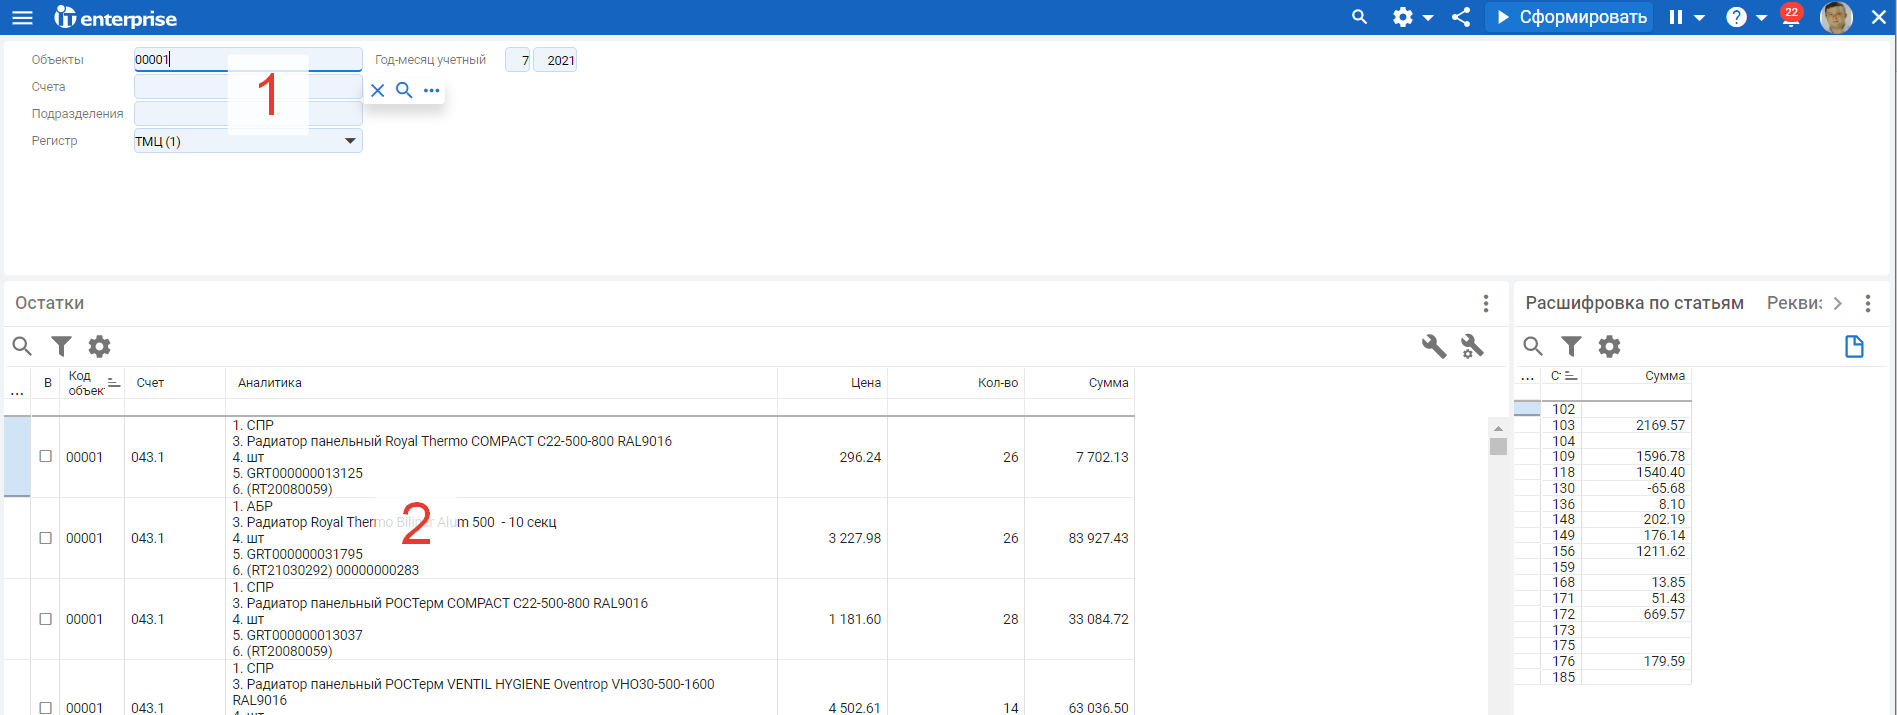 it enterprise
Сформировать
22
Объекты 00001 Год-месяц учетный 7 2021
Счета
Подразделения
Регистр ТМЦ (1)
1
Остатки
Расшифровка по статьям Рекви
... В Код объек Счет Аналитика Цена Кол-во Сумма
00001 043.1 296.24 26 7 702.13
1. СПР
3. Радиатор панельный Royal Thermo COMPACT C22-500-800 RAL9016
4. шт
5. GRT000000013125
6. (RT20080059)
00001 043.1 3 227.98 26 83 927.43
1. АБР
3. Радиатор Royal Thermo Biliner Alum 500 - 10 секц
4. шт
5. GRT000000031795
6. (RT21030292) 00000000283
2
00001 043.1 1 181.60 28 33 084.72
1. СПР
3. Радиатор панельный РОСТерм COMPACT C22-500-800 RAL9016
4. шт
5. GRT000000013037
6. (RT20080059)
00001 043.1 4 502.61 14 63 036.50
1. СПР
3. Радиатор панельный РОСТерм VENTIL HYGIENE Oventrop VHO30-500-1600
RAL9016
4. шт
... С Сумма
102
103 2169.57
104
109 1596.78
118 1540.40
130 -65.68
136 8.10
148 202.19
149 176.14
156 1211.62
159
168 13.85
171 51.43
172 669.57
173
175
176 179.59
185